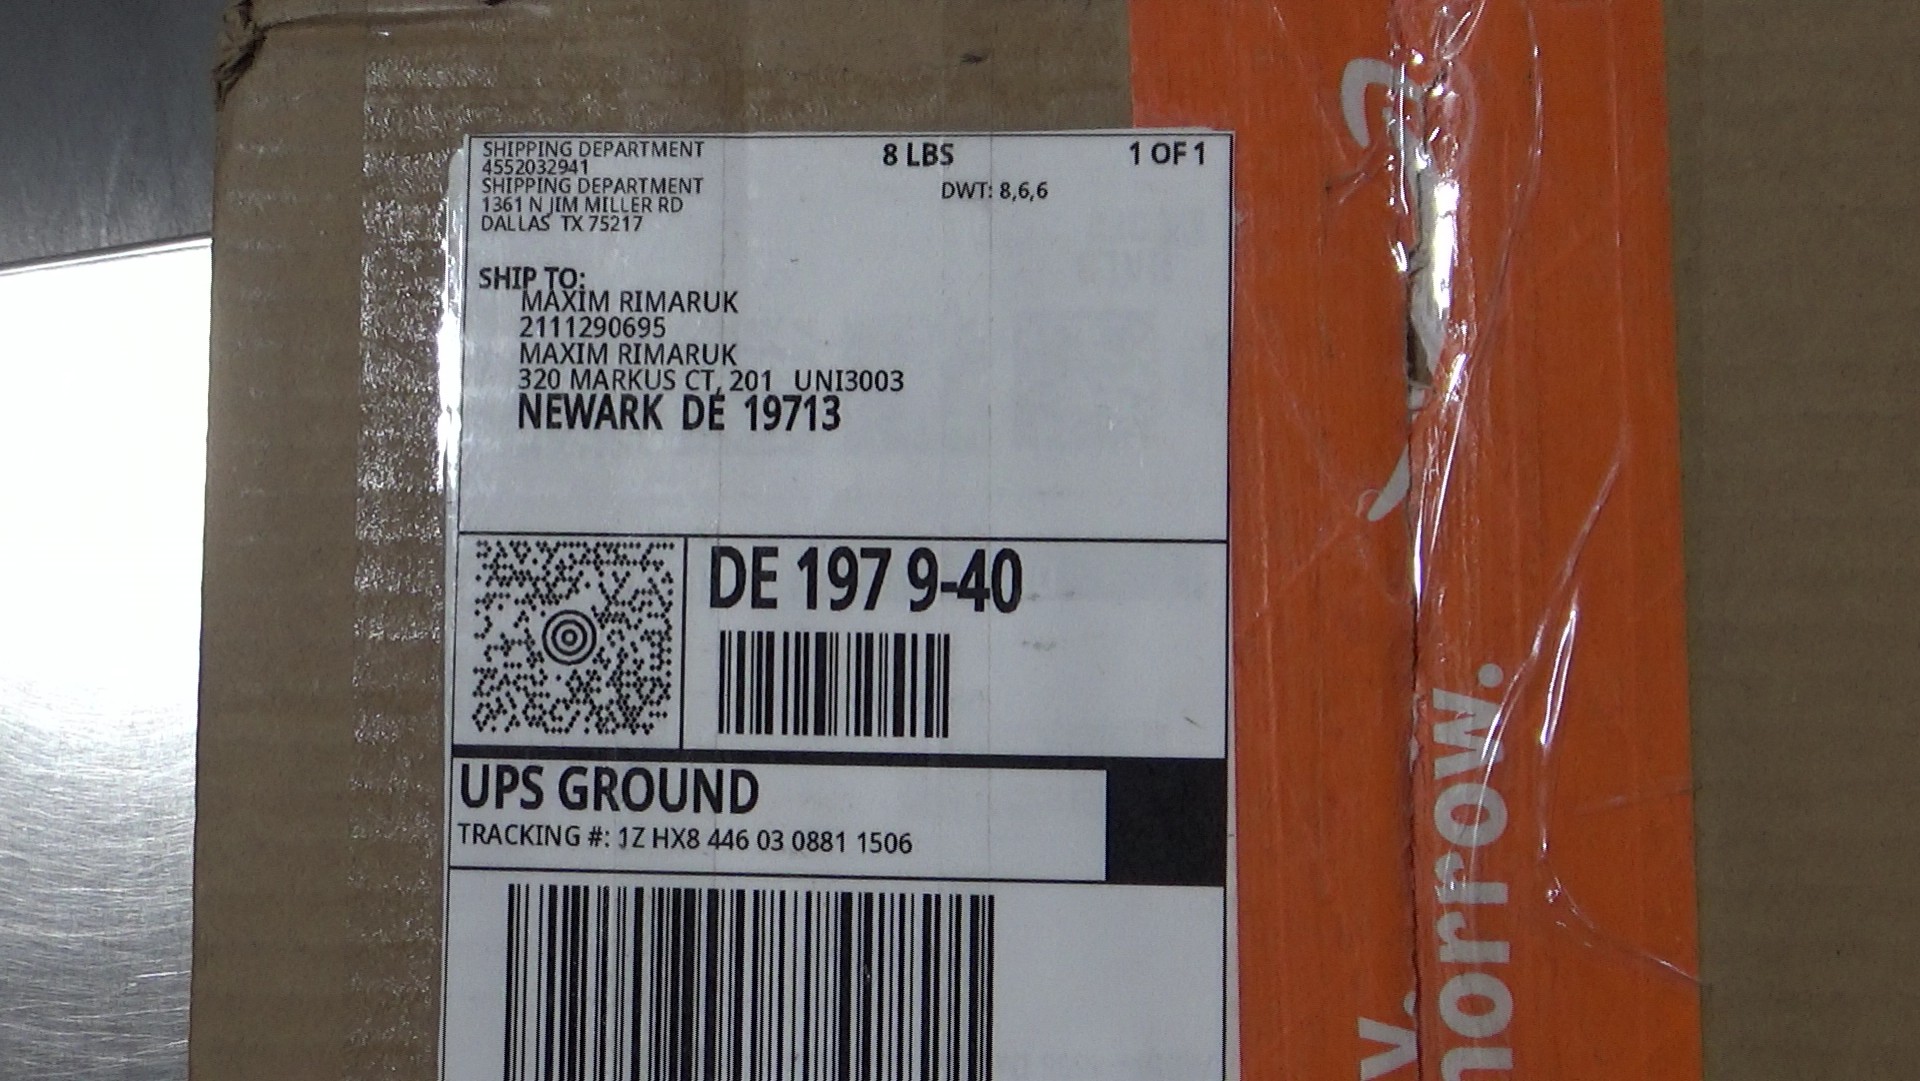 SHIPPING DEPARTMENT
4552032941
SHIPPING DEPARTMENT
1361 N JIM MILLER RD
DALLAS TX 75217
8 LBS
1 OF 1
DWT: 8,6,6
SHIP TO:
MAXIM RIMARUK
2111290695
MAXIM RIMARUK
320 MARKUS CT, 201 UNI3003
NEWARK DE 19713
DE 197 9-40
UPS GROUND
TRACKING #: 1Z HX8 446 03 0881 1506